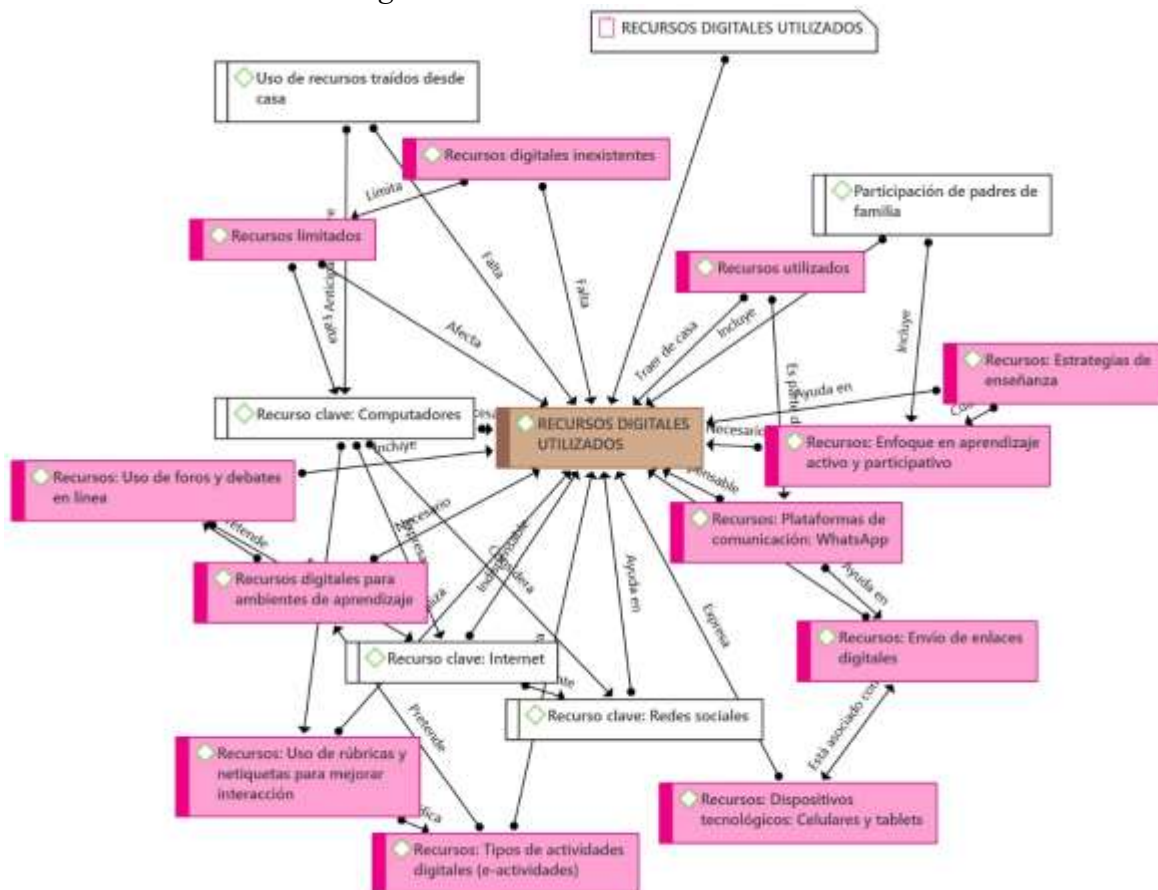 RECURSOS DIGITALES UTILIZADOS
Uso de recursos traídos desde
casa
Recursos digitales inexistentes
Participación de padres de
familia
Limita
Recursos limitados
Falta
Falta
Recursos utilizados
Incluye
Afecta
Traer de casa
Incluye
Recursos: Estrategias de
enseñanza
Ayuda en
Recurso clave: Computadores
RECURSOS DIGITALES
UTILIZADOS
Necesario
Recursos: Enfoque en aprendizaje
activo y participativo
Incluye
Recursos: Uso de foros y debates
en línea
Necesario
Recursos: Plataformas de
comunicación: WhatsApp
Recursos digitales para
ambientes de aprendizaje
Ayuda en
Ayuda en
Expresa
Recursos: Envío de enlaces
digitales
Recurso clave: Internet
Recurso clave: Redes sociales
Pretende
Está asociado con
Recursos: Uso de rúbricas y
netiquetas para mejorar
interacción
Recursos: Dispositivos
tecnológicos: Celulares y tablets
Recursos: Tipos de actividades
digitales (e-actividades)